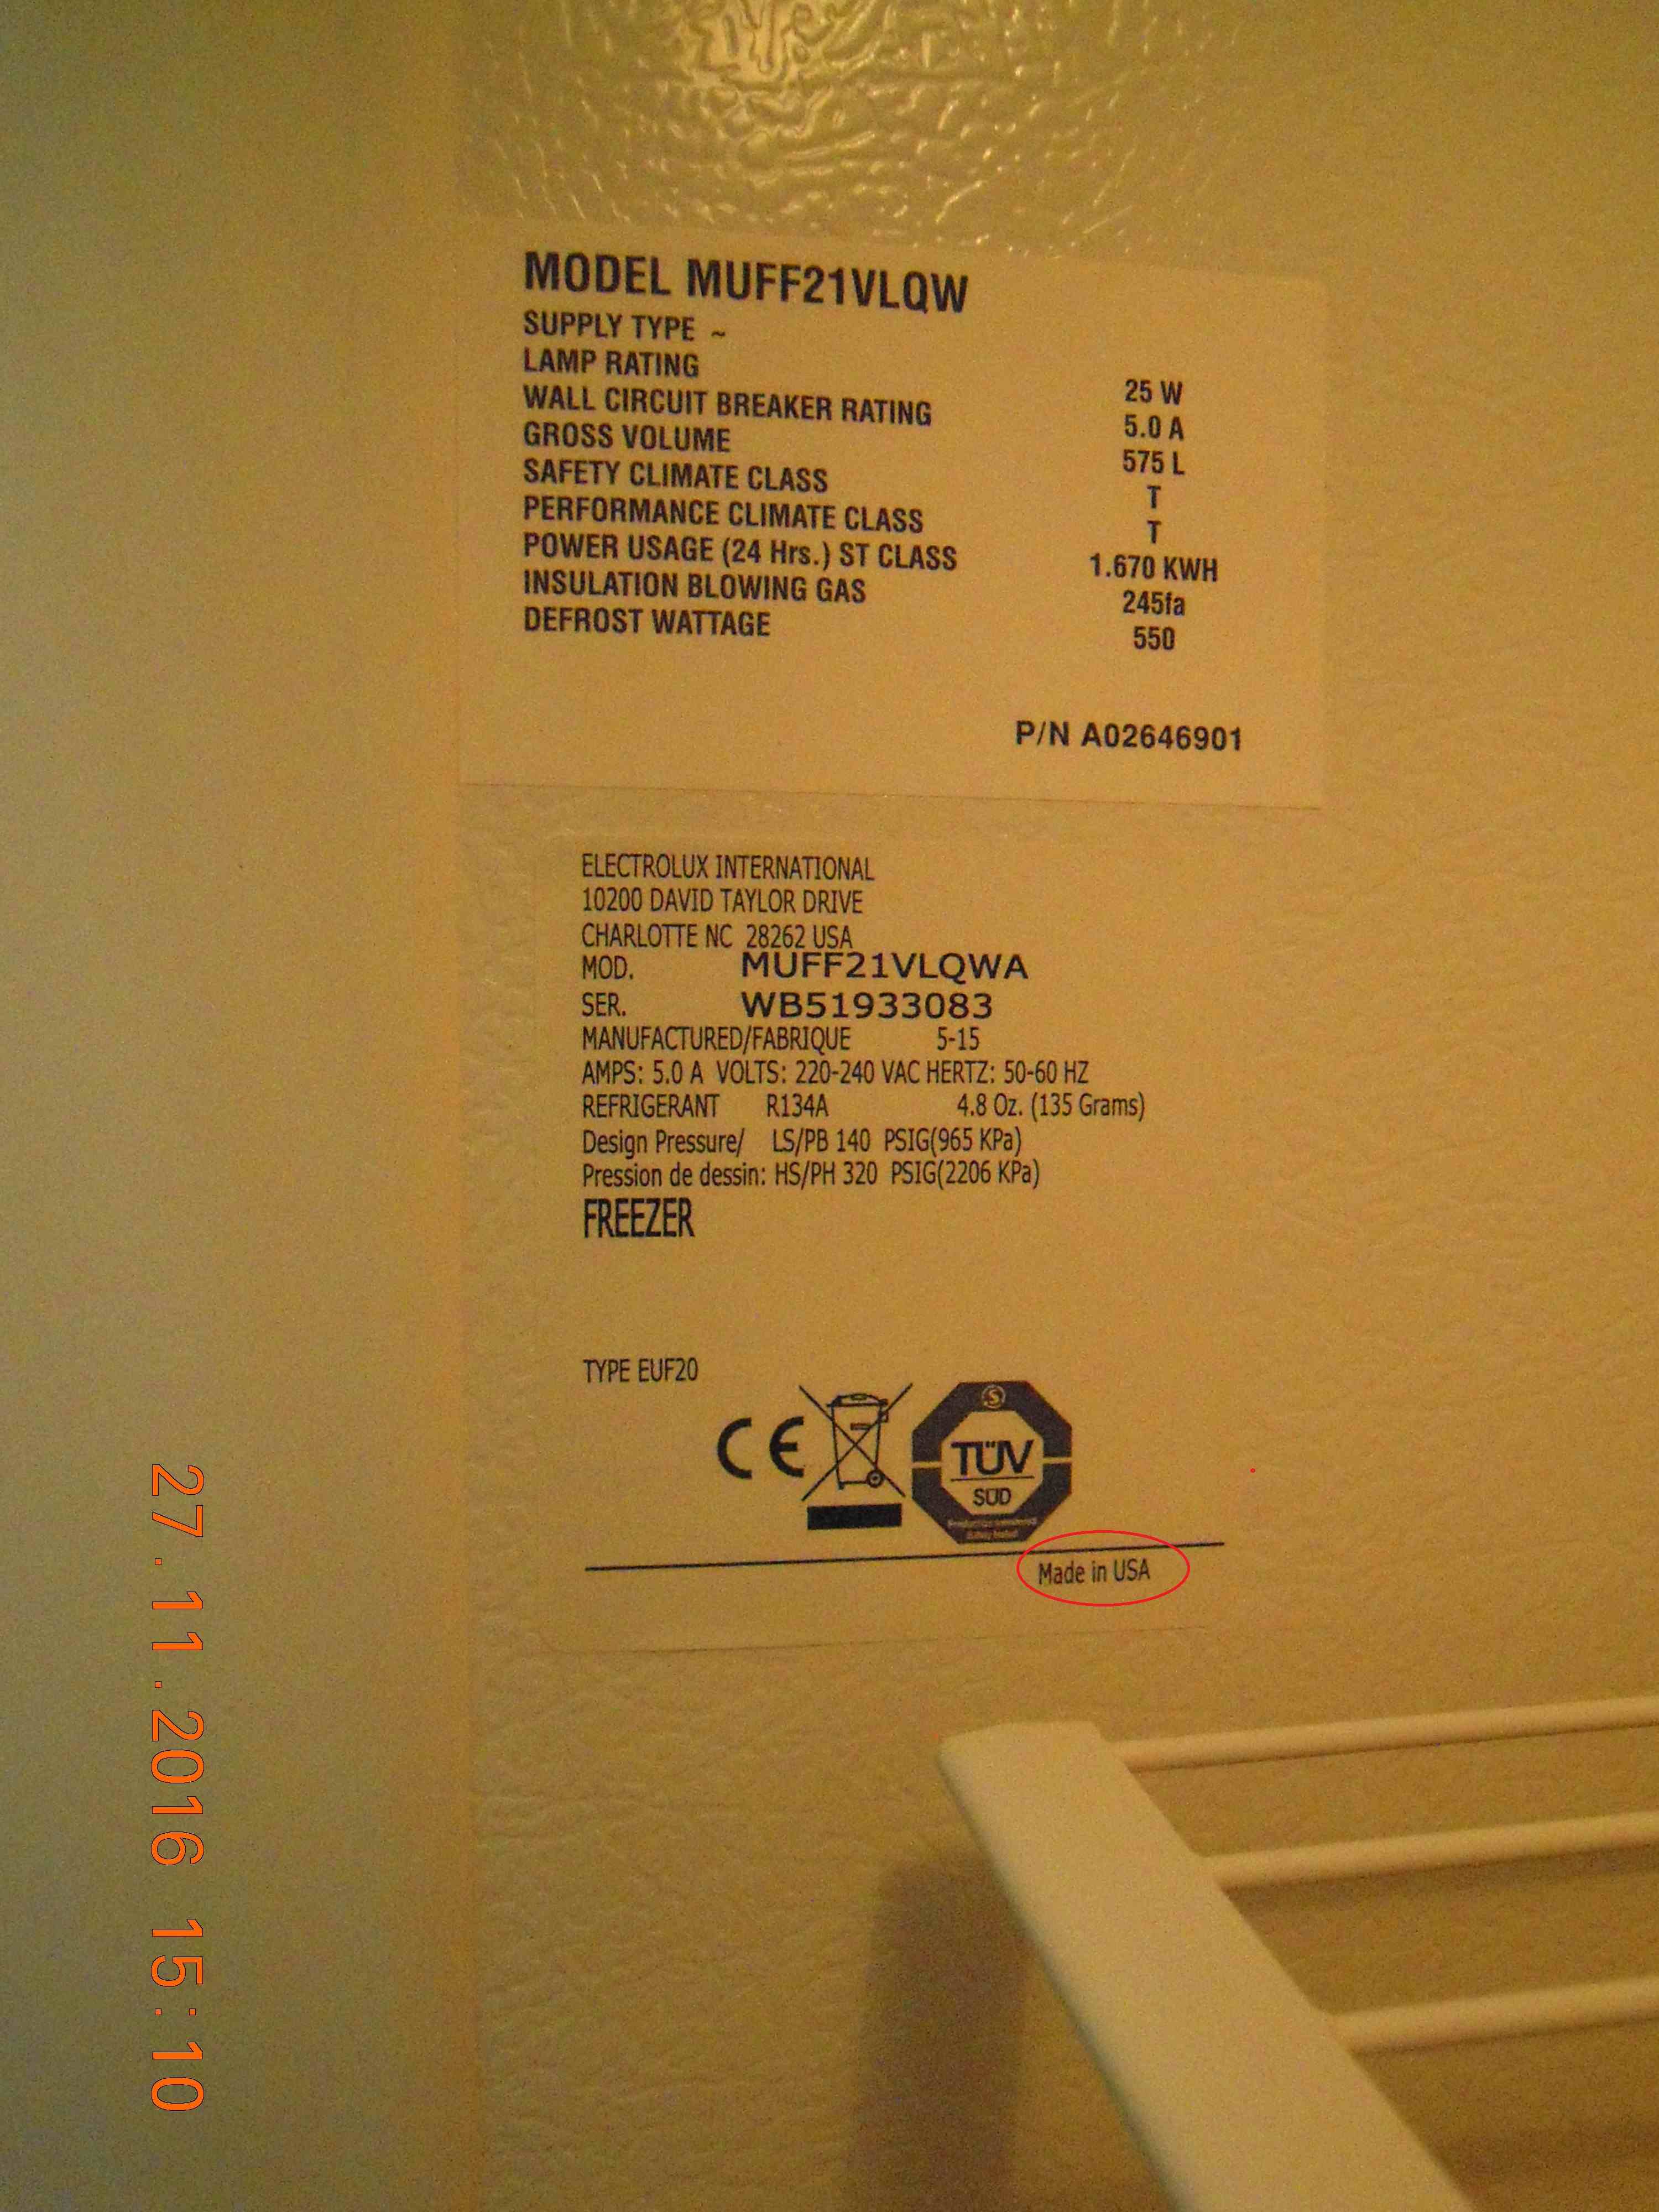 MODEL MUFF21VLQW
SUPPLY TYPE ~
LAMP RATING 25 W
WALL CIRCUIT BREAKER RATING 5.0 A
GROSS VOLUME 575 L
SAFETY CLIMATE CLASS T
PERFORMANCE CLIMATE CLASS T
POWER USAGE (24 Hrs.) ST CLASS 1.670 KWH
INSULATION BLOWING GAS 245fa
DEFROST WATTAGE 550
P/N A02646901
ELECTROLUX INTERNATIONAL
10200 DAVID TAYLOR DRIVE
CHARLOTTE NC 28262 USA
MOD. MUFF21VLQWA
SER. WB51933083
MANUFACTURED/FABRIQUE 5-15
AMPS: 5.0 A VOLTS: 220-240 VAC HERTZ: 50-60 HZ
REFRIGERANT R134A 4.8 Oz. (135 Grams)
Design Pressure/ LS/PB 140 PSIG(965 KPa)
Pression de dessin: HS/PH 320 PSIG(2206 KPa)
FREEZER
TYPE EUF20
CE
S
TÜV
SÜD
Made in USA
27.11.2016 15:10